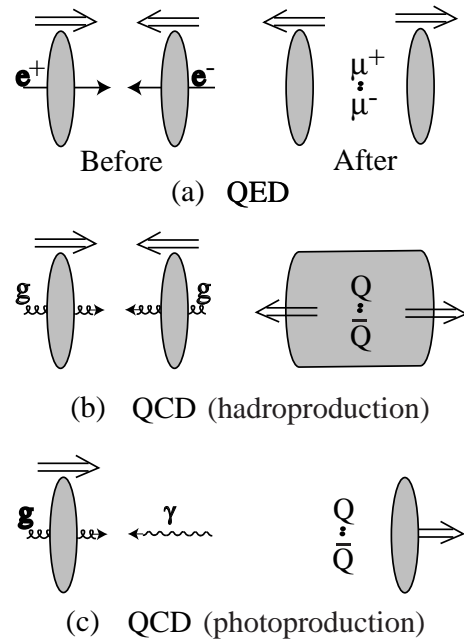 e⁺ e⁻ μ⁺
μ⁻
Before After
(a) QED
g g Q
Q̅
(b) QCD (hadroproduction)
g γ Q
Q̅
(c) QCD (photoproduction)